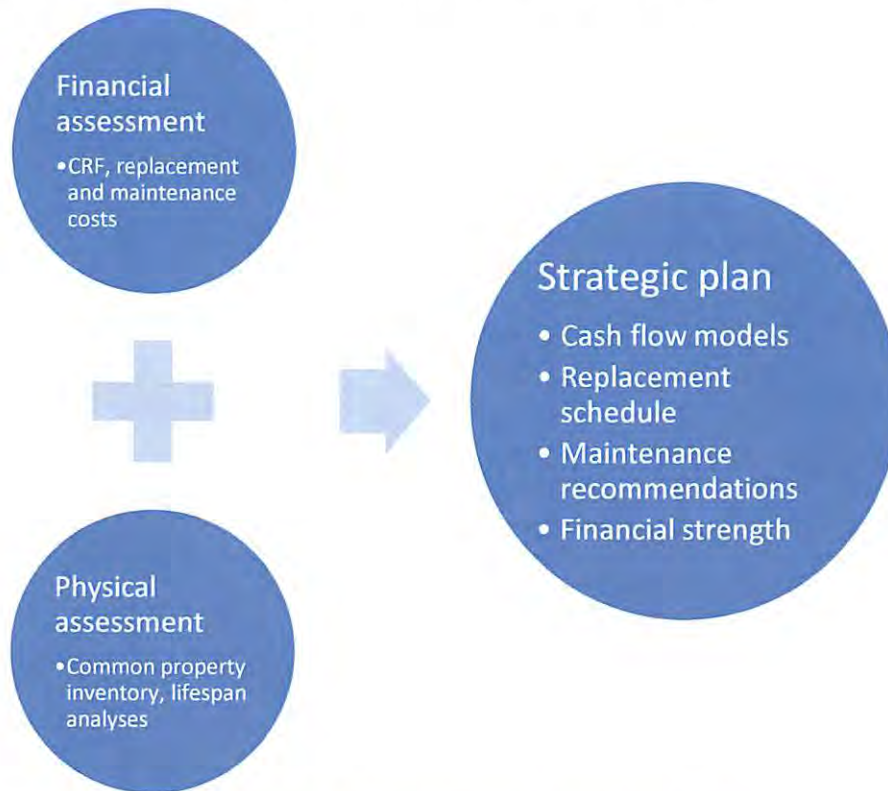 Financial
assessment
•CRF, replacement
and maintenance
costs
Physical
assessment
•Common property
inventory, lifespan
analyses
Strategic plan
• Cash flow models
• Replacement
schedule
• Maintenance
recommendations
• Financial strength